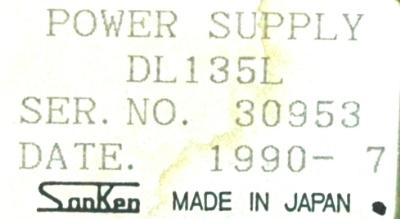 POWER SUPPLY
DL135L
SER. NO. 30953
DATE. 1990- 7
SanKen MADE IN JAPAN